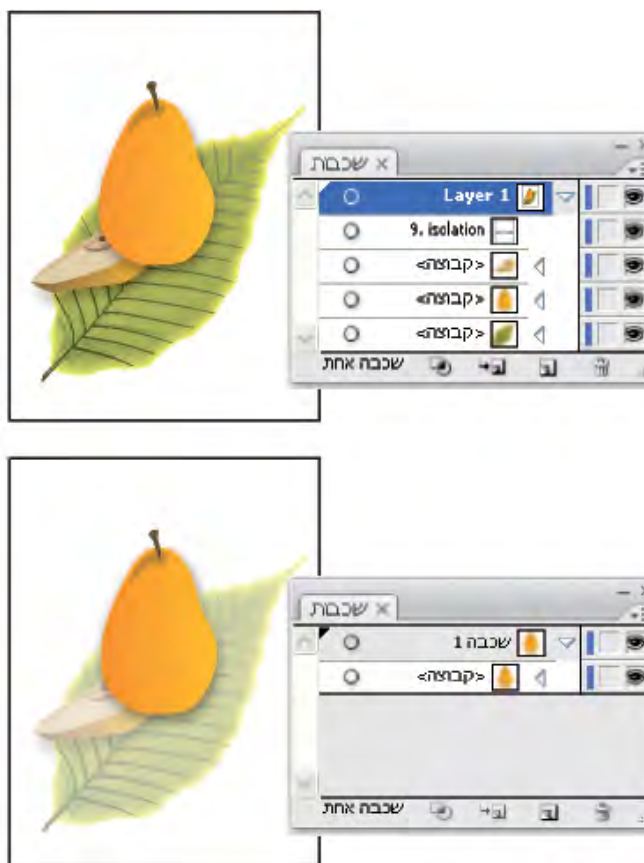 שכבות ×
Layer 1
9. isolation
<קבוצה>
<קבוצה>
<קבוצה>
שכבה אחת
שכבות ×
שכבה 1
<קבוצה>
שכבה אחת